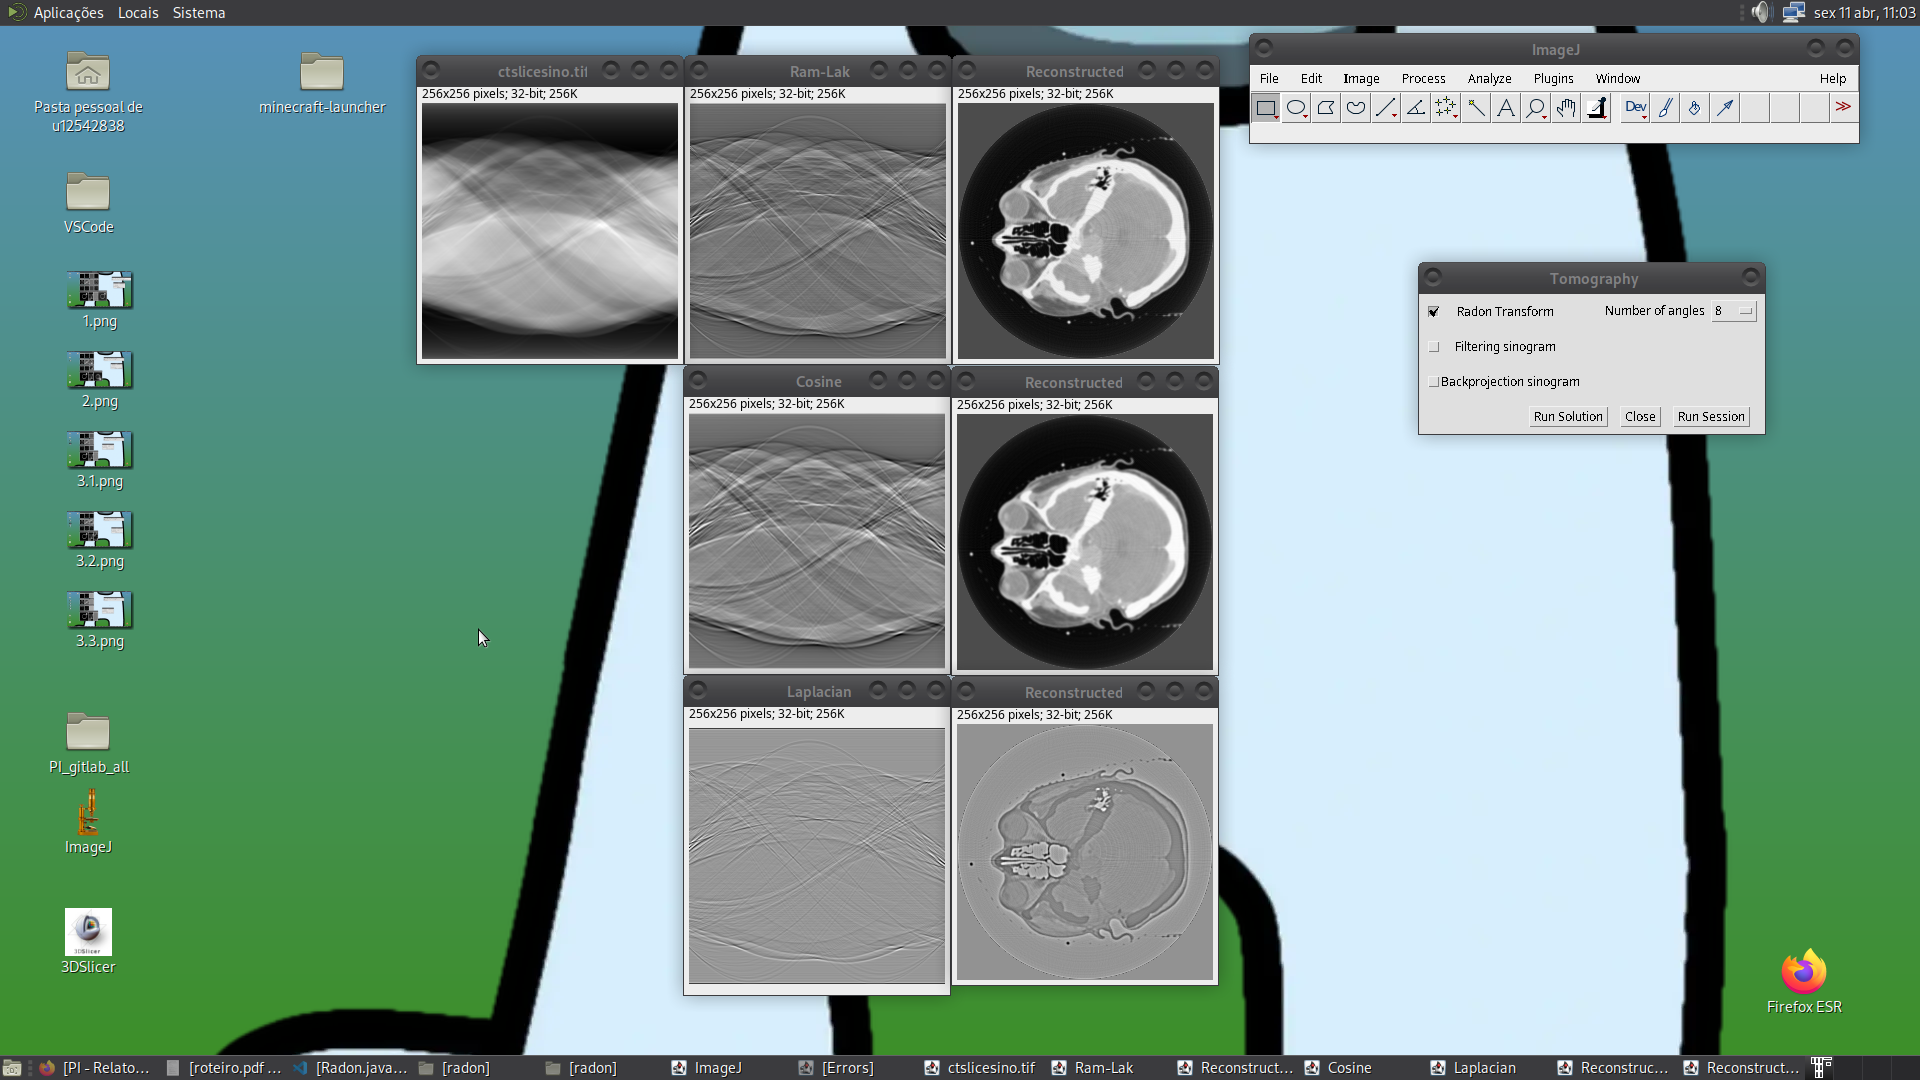 Aplicações Locais Sistema
sex 11 abr, 11:03
Pasta pessoal de
u12542838
minecraft-launcher
VSCode
1.png
2.png
3.1.png
3.2.png
3.3.png
PI_gitlab_all
ImageJ
3DSlicer
3DSlicer
Firefox ESR
ctslicesino.tif
256x256 pixels; 32-bit; 256K
Ram-Lak
256x256 pixels; 32-bit; 256K
Reconstructed
256x256 pixels; 32-bit; 256K
Cosine
256x256 pixels; 32-bit; 256K
Reconstructed
256x256 pixels; 32-bit; 256K
Laplacian
256x256 pixels; 32-bit; 256K
Reconstructed
256x256 pixels; 32-bit; 256K
ImageJ
File Edit Image Process Analyze Plugins Window Help
A Dev >>
Tomography
Radon Transform Number of angles 8
Filtering sinogram
Backprojection sinogram
Run Solution Close Run Session
[PI - Relato... [roteiro.pdf ... [Radon.java... [radon] [radon] ImageJ [Errors] ctslicesino.tif Ram-Lak Reconstruct... Cosine Laplacian Reconstruc... Reconstruct...